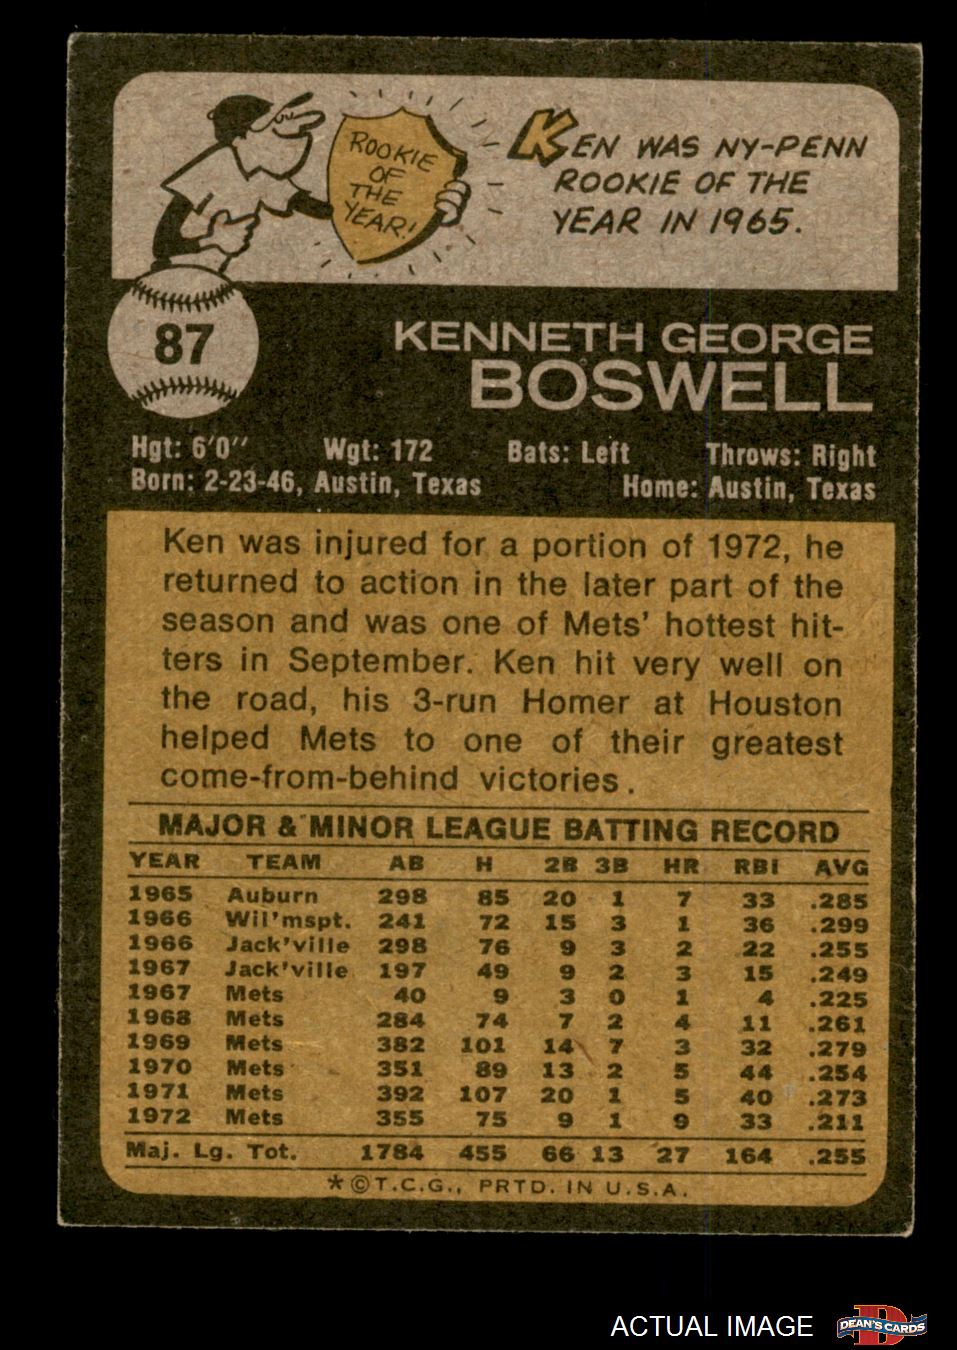 ROOKIE
OF
THE
YEAR!
KEN WAS NY-PENN
ROOKIE OF THE
YEAR IN 1965.
87
KENNETH GEORGE
BOSWELL
Hgt: 6'0" Wgt: 172 Bats: Left Throws: Right
Born: 2-23-46, Austin, Texas Home: Austin, Texas
Ken was injured for a portion of 1972, he
returned to action in the later part of the
season and was one of Mets' hottest hit-
ters in September. Ken hit very well on
the road, his 3-run Homer at Houston
helped Mets to one of their greatest
come-from-behind victories.
MAJOR & MINOR LEAGUE BATTING RECORD
YEAR TEAM AB H 2B 3B HR RBI AVG
1965 Auburn 298 85 20 1 7 33 .285
1966 Wil'mspt. 241 72 15 3 1 36 .299
1966 Jack'ville 298 76 9 3 2 22 .255
1967 Jack'ville 197 49 9 2 3 15 .249
1967 Mets 40 9 3 0 1 4 .225
1968 Mets 284 74 7 2 4 11 .261
1969 Mets 382 101 14 7 3 32 .279
1970 Mets 351 89 13 2 5 44 .254
1971 Mets 392 107 20 1 5 40 .273
1972 Mets 355 75 9 1 9 33 .211
Maj. Lg. Tot. 1784 455 66 13 27 164 .255
*©T.C.G., PRTD. IN U.S.A.
ACTUAL IMAGE
D
DEAN'S CARDS